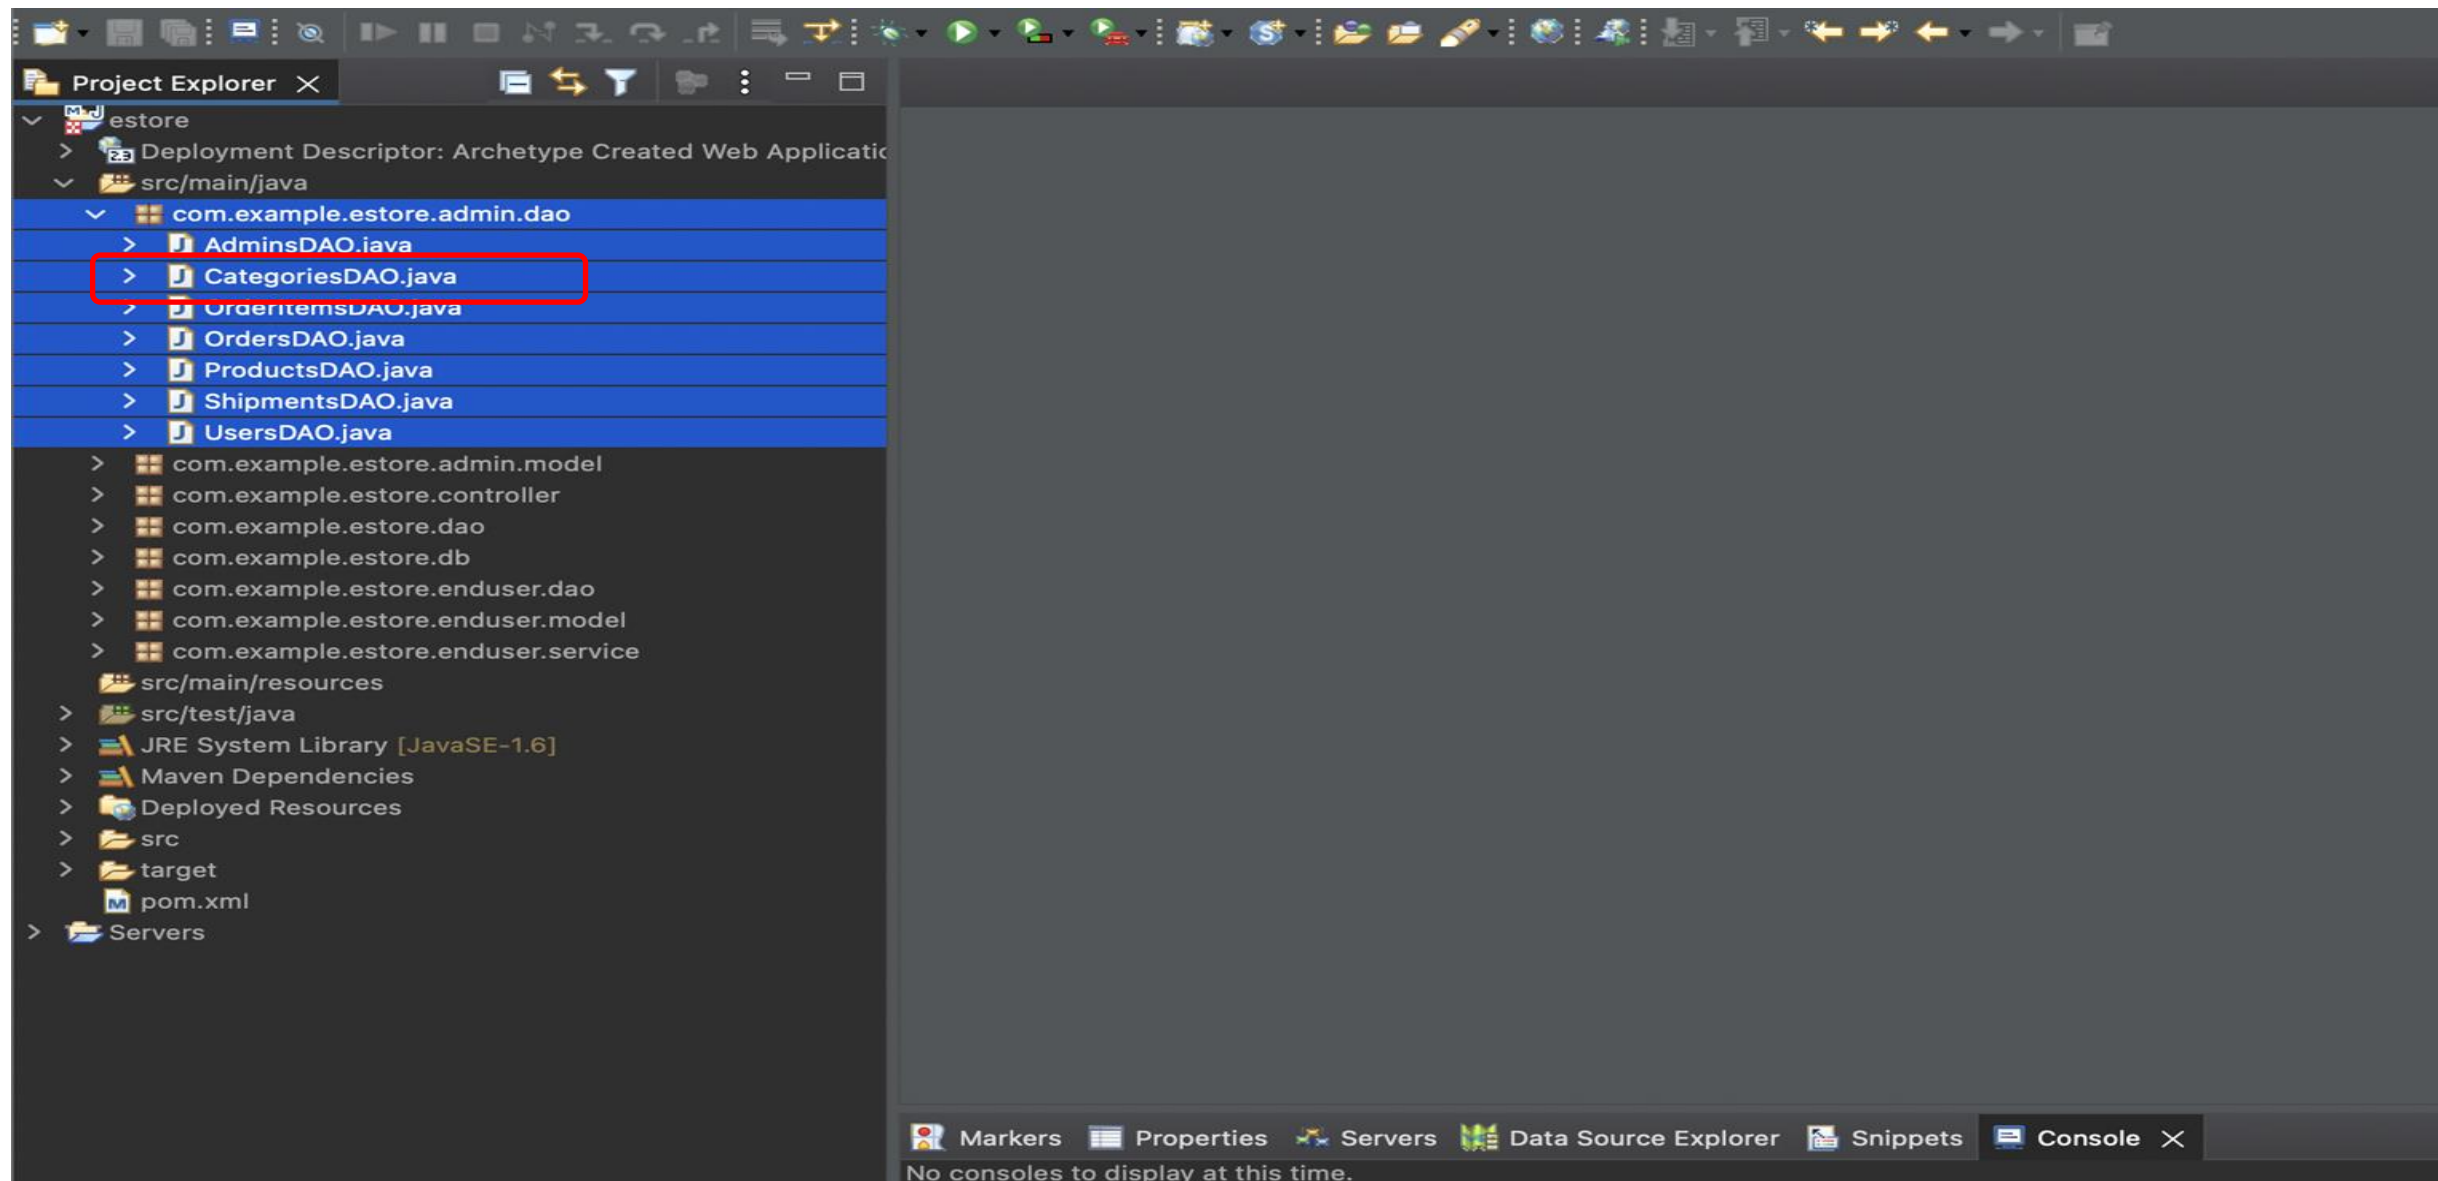 Project Explorer
estore
Deployment Descriptor: Archetype Created Web Applicatic
src/main/java
com.example.estore.admin.dao
AdminsDAO.java
CategoriesDAO.java
OrderItemsDAO.java
OrdersDAO.java
ProductsDAO.java
ShipmentsDAO.java
UsersDAO.java
com.example.estore.admin.model
com.example.estore.controller
com.example.estore.dao
com.example.estore.db
com.example.estore.enduser.dao
com.example.estore.enduser.model
com.example.estore.enduser.service
src/main/resources
src/test/java
JRE System Library [JavaSE-1.6]
Maven Dependencies
Deployed Resources
src
target
pom.xml
Servers
Markers Properties Servers Data Source Explorer Snippets Console
No consoles to display at this time.